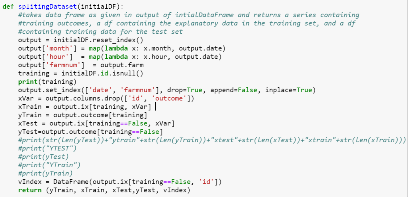 def splitingDataset(initialDF):
#takes data frame as given in output of intialDataFrame and returns a series containing
#training outcomes, a df containing the explanatory data in the training set, and a df
#containing training data for the test set
output = initialDF.reset_index()
output['month'] = map(lambda x: x.month, output.date)
output['hour'] = map(lambda x: x.hour, output.date)
output['farmnum'] = output.farm
training = initialDF.id.isnull()
print(training)
output.set_index(['date', 'farmnum'], drop=True, append=False, inplace=True)
xVar = output.columns.drop(['id', 'outcome'])
xTrain = output.ix[training, xVar]
yTrain = output.outcome[training]
xTest = output.ix[training==False, xVar]
yTest=output.outcome[training==False]
#print(str(len(yTest))+"ytrain"+str(len(yTrain))+"xtest"+str(len(xTest))+"xtrain"+str(len(xTrain)))
#print("YTEST")
#print(yTest)
#print("YTrain")
#print(yTrain)
vIndex = DataFrame(output.ix[training==False, 'id'])
return (yTrain, xTrain, xTest,yTest, vIndex)